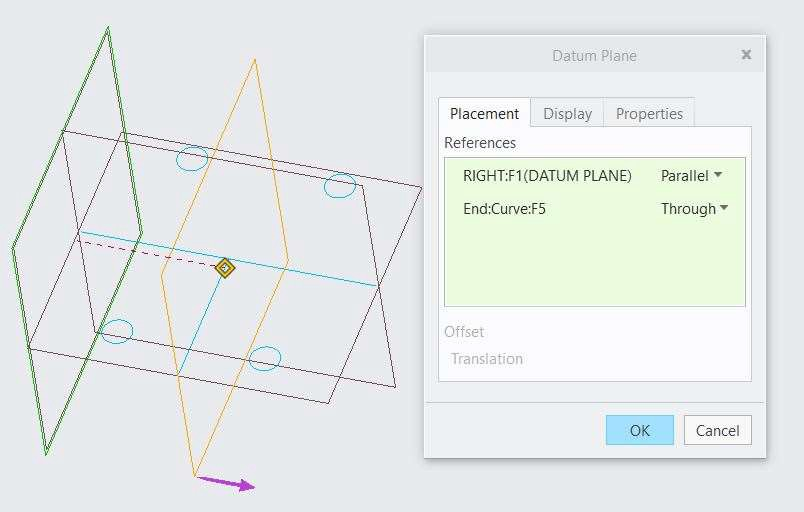 Datum Plane
Placement Display Properties
References
RIGHT:F1(DATUM PLANE) Parallel
End:Curve:F5 Through
Offset
Translation
OK Cancel